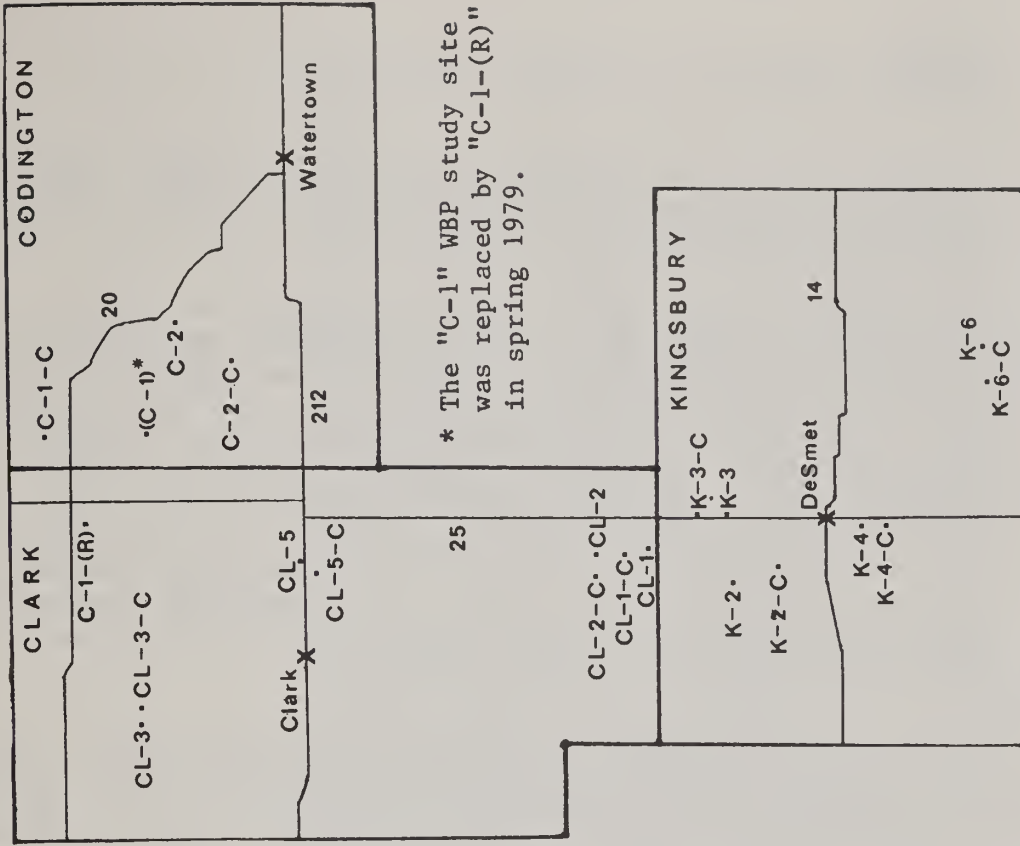 CODINGTON
CLARK
•C-1-C
20
C-1-(R)•
•(C-1)*
C-2•
CL-3• •CL-3-C
C-2-C•
Watertown
CL-5
212
Clark
CL-5-C
* The "C-1" WBP study site
was replaced by "C-1-(R)"
in spring 1979.
25
CL-2-C• •CL-2
CL-1-C•
CL-1•
KINGSBURY
•K-3-C
•K-3
K-2•
K-2-C•
DeSmet
14
K-4•
K-4-C•
K-6
K-6-C